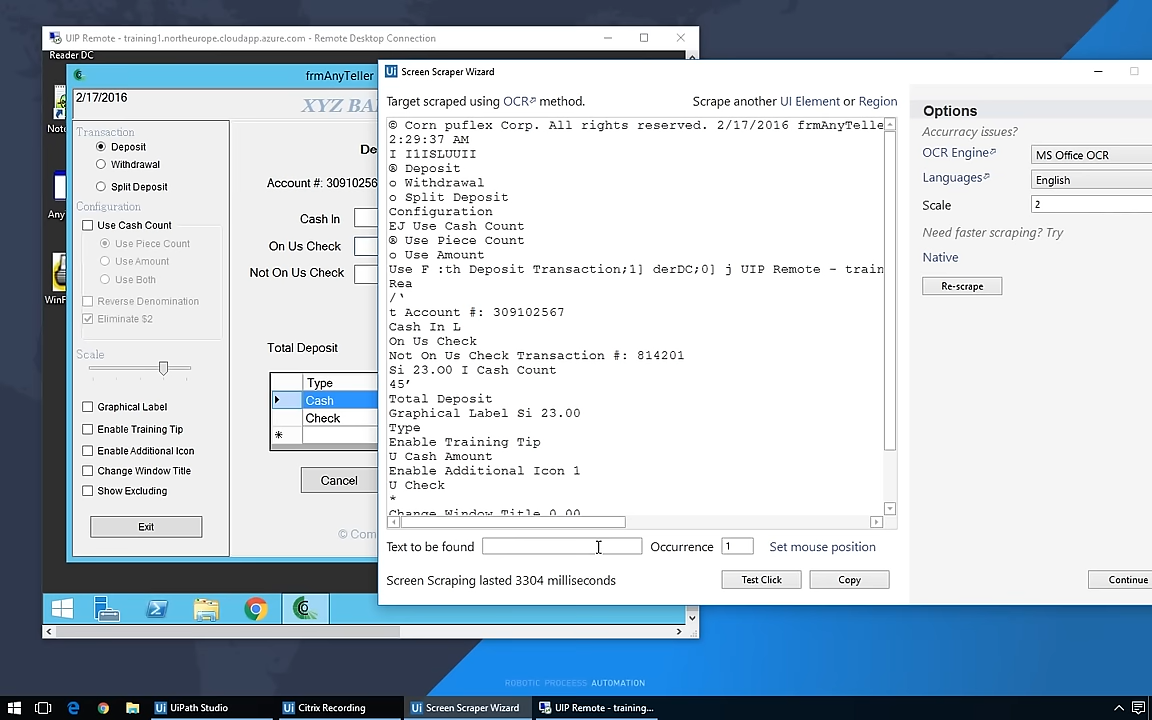 UIP Remote - training1.northeurope.cloudapp.azure.com - Remote Desktop Connection
Reader DC
frmAnyTeller
2/17/2016
XYZ BA
Transaction
Deposit
Withdrawal
Split Deposit
Configuration
Use Cash Count
Use Piece Count
Use Amount
Use Both
Reverse Denomination
Eliminate $2
Scale
Graphical Label
Enable Training Tip
Enable Additional Icon
Change Window Title
Show Excluding
Exit
De
Account #: 30910256
Cash In
On Us Check
Not On Us Check
Total Deposit
Type
Cash
Check
*
Cancel
© Com
Screen Scraper Wizard
Target scraped using OCR method.
Scrape another UI Element or Region
© Corn puflex Corp. All rights reserved. 2/17/2016 frmAnyTelle
2:29:37 AM
I I1ISLUUII
® Deposit
o Withdrawal
o Split Deposit
Configuration
EJ Use Cash Count
® Use Piece Count
o Use Amount
Use F :th Deposit Transaction;1] derDC;0] j UIP Remote - train
Rea
/‘
t Account #: 309102567
Cash In L
On Us Check
Not On Us Check Transaction #: 814201
Si 23.OO I Cash Count
45’
Total Deposit
Graphical Label Si 23.00
Type
Enable Training Tip
U Cash Amount
Enable Additional Icon 1
U Check
*
Change Window Title 0.00
Text to be found
Occurrence 1 Set mouse position
Screen Scraping lasted 3304 milliseconds
Test Click
Copy
Options
Accurracy issues?
OCR Engine MS Office OCR
Languages English
Scale 2
Need faster scraping? Try
Native
Re-scrape
Continue
ROBOTIC PROCEESS AUTOMATION
UiPath Studio
Citrix Recording
Screen Scraper Wizard
UIP Remote - training...